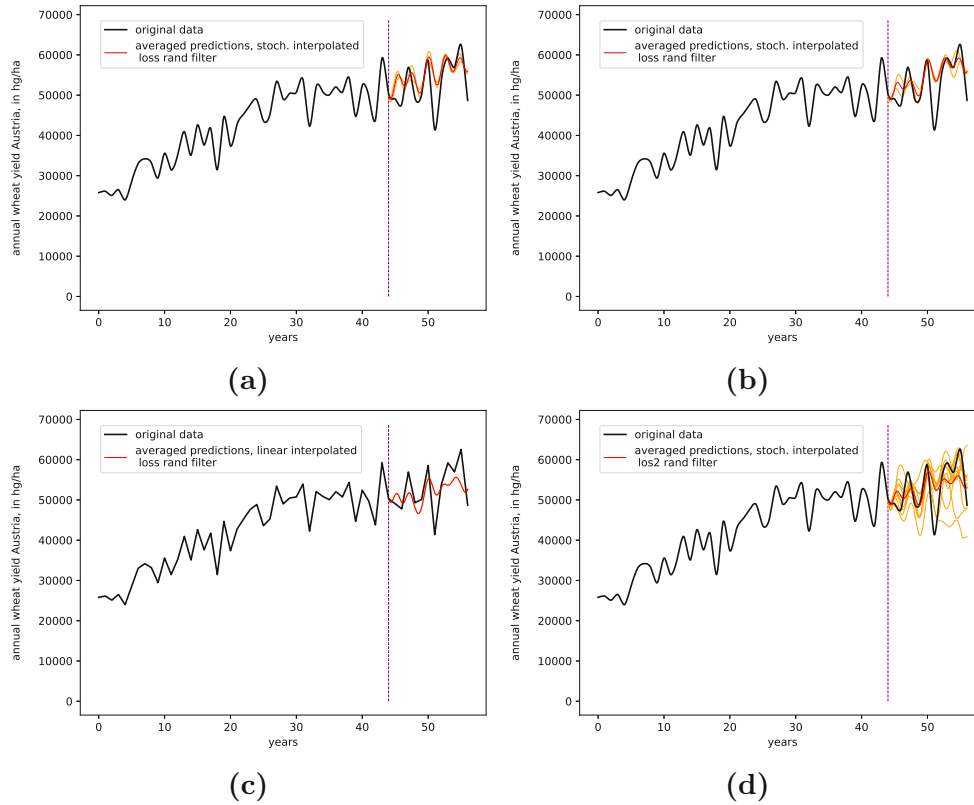 70000
60000
50000
40000
30000
20000
10000
0
annual wheat yield Austria, in hg/ha
original data
averaged predictions, stoch. interpolated
loss rand filter
0 10 20 30 40 50
years
(a)
70000
60000
50000
40000
30000
20000
10000
0
annual wheat yield Austria, in hg/ha
original data
averaged predictions, stoch. interpolated
loss rand filter
0 10 20 30 40 50
years
(b)
70000
60000
50000
40000
30000
20000
10000
0
annual wheat yield Austria, in hg/ha
original data
averaged predictions, linear interpolated
loss rand filter
0 10 20 30 40 50
years
(c)
70000
60000
50000
40000
30000
20000
10000
0
annual wheat yield Austria, in hg/ha
original data
averaged predictions, stoch. interpolated
los2 rand filter
0 10 20 30 40 50
years
(d)